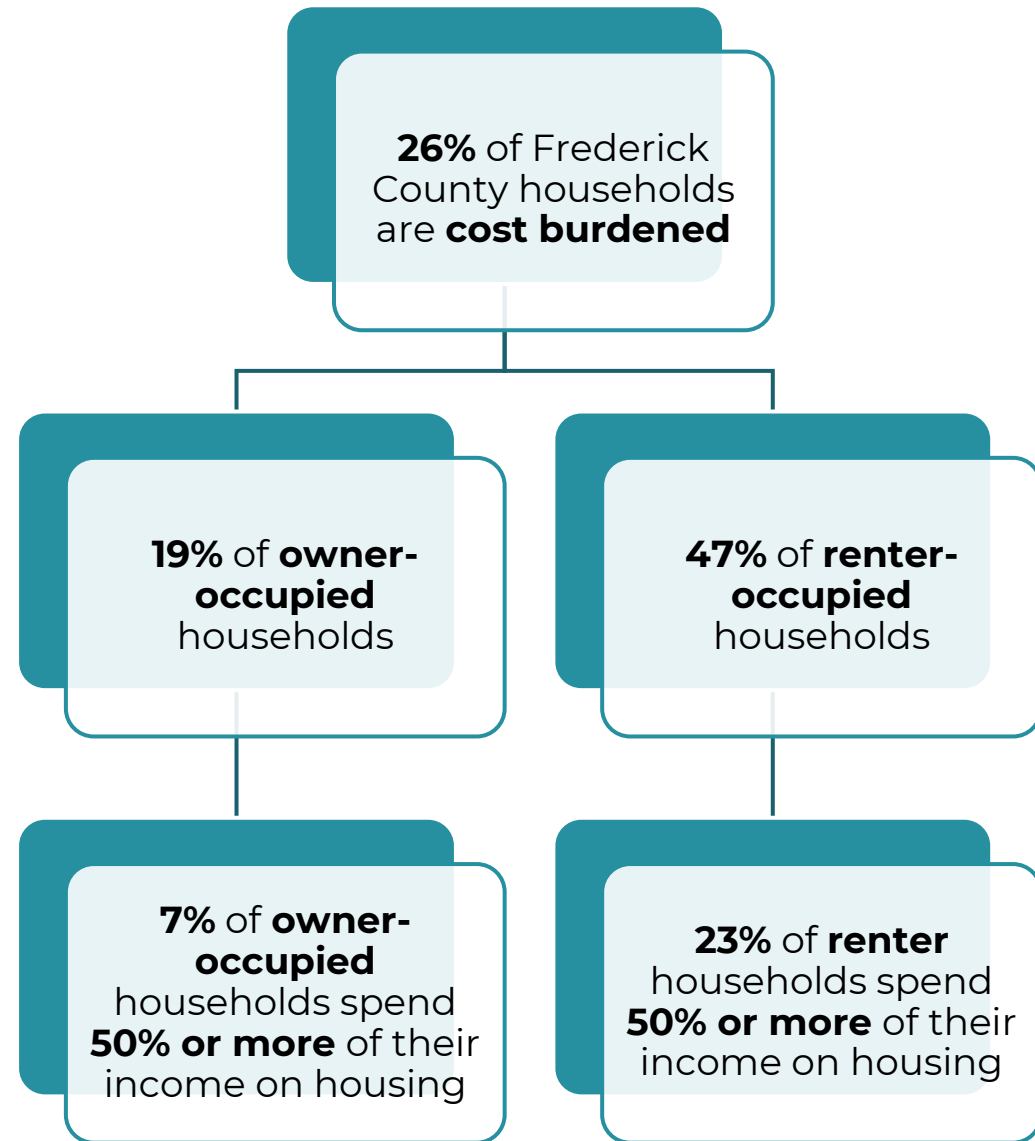 26% of Frederick
County households
are cost burdened
19% of owner-
occupied
households
47% of renter-
occupied
households
7% of owner-
occupied
households spend
50% or more of their
income on housing
23% of renter
households spend
50% or more of their
income on housing